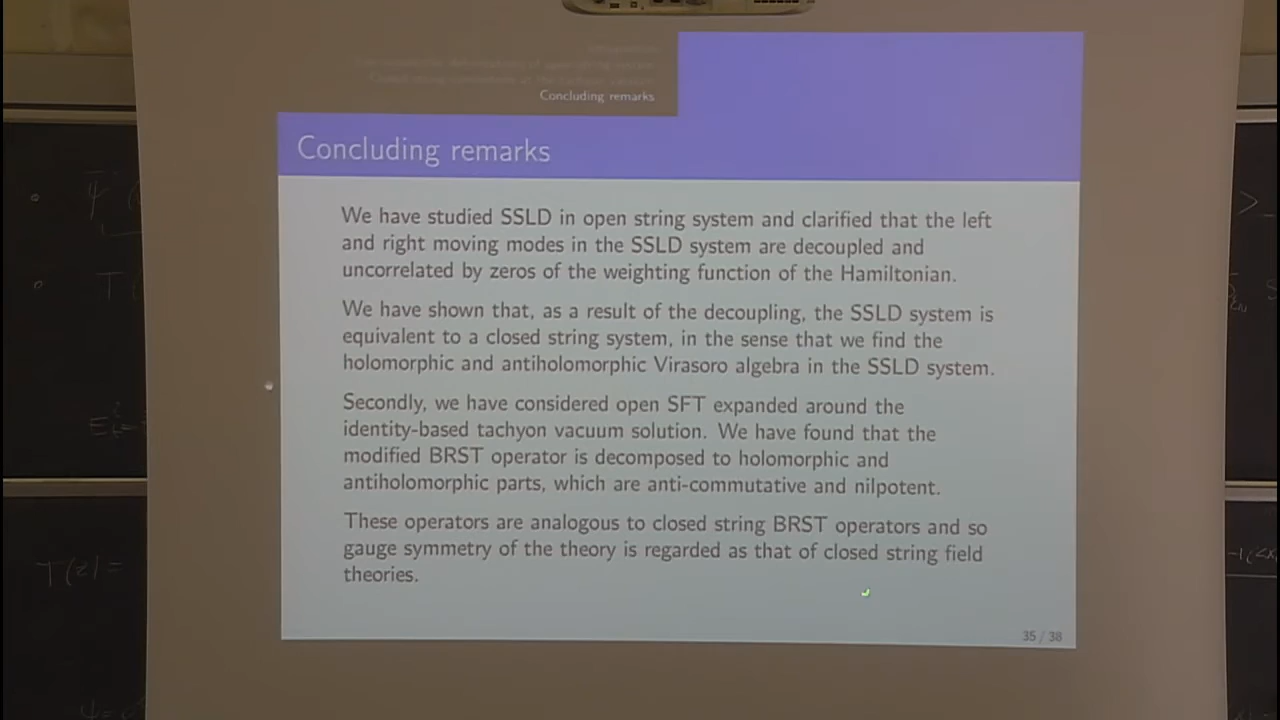 Concluding remarks
Concluding remarks
We have studied SSLD in open string system and clarified that the left
and right moving modes in the SSLD system are decoupled and
uncorrelated by zeros of the weighting function of the Hamiltonian.
We have shown that, as a result of the decoupling, the SSLD system is
equivalent to a closed string system, in the sense that we find the
holomorphic and antiholomorphic Virasoro algebra in the SSLD system.
Secondly, we have considered open SFT expanded around the
identity-based tachyon vacuum solution. We have found that the
modified BRST operator is decomposed to holomorphic and
antiholomorphic parts, which are anti-commutative and nilpotent.
These operators are analogous to closed string BRST operators and so
gauge symmetry of the theory is regarded as that of closed string field
theories.
35 / 38
T(z) =